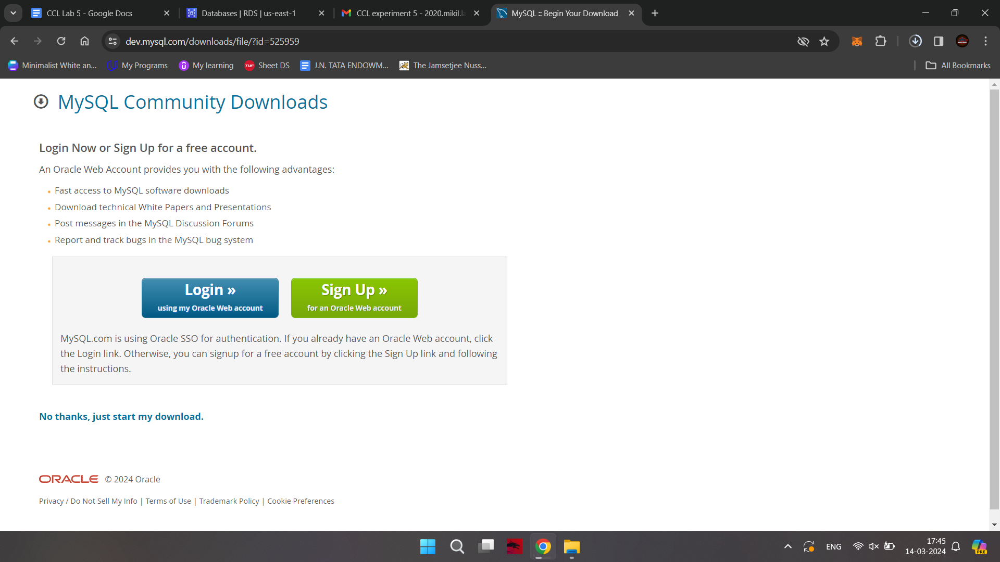 CCL Lab 5 - Google Docs
Databases | RDS | us-east-1
CCL experiment 5 - 2020.mikil.la
MySQL :: Begin Your Download
dev.mysql.com/downloads/file/?id=525959
Minimalist White an...
My Programs
My learning
TUF
Sheet DS
J.N. TATA ENDOWM...
The Jamsetjee Nuss...
All Bookmarks
MySQL Community Downloads
Login Now or Sign Up for a free account.
An Oracle Web Account provides you with the following advantages:
Fast access to MySQL software downloads
Download technical White Papers and Presentations
Post messages in the MySQL Discussion Forums
Report and track bugs in the MySQL bug system
Login »
using my Oracle Web account
Sign Up »
for an Oracle Web account
MySQL.com is using Oracle SSO for authentication. If you already have an Oracle Web account, click
the Login link. Otherwise, you can signup for a free account by clicking the Sign Up link and following
the instructions.
No thanks, just start my download.
ORACLE © 2024 Oracle
Privacy / Do Not Sell My Info | Terms of Use | Trademark Policy | Cookie Preferences
ENG
17:45
14-03-2024
PRE